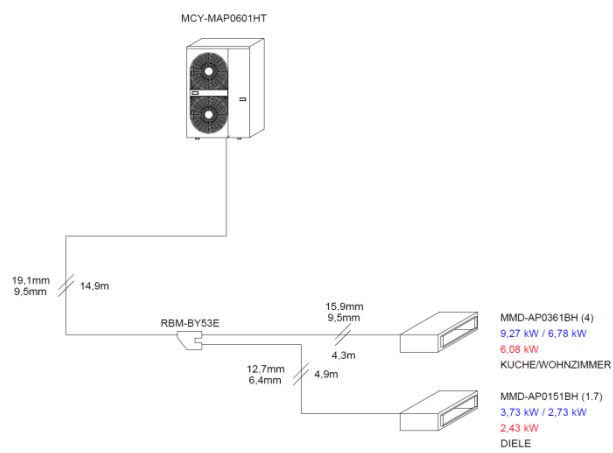 MCY-MAP0601HT
19,1mm
9,5mm
14,9m
RBM-BY53E
15,9mm
9,5mm
4,3m
MMD-AP0361BH (4)
9,27 kW / 6,78 kW
6,08 kW
KUCHE/WOHNZIMMER
12,7mm
6,4mm
4,9m
MMD-AP0151BH (1.7)
3,73 kW / 2,73 kW
2,43 kW
DIELE